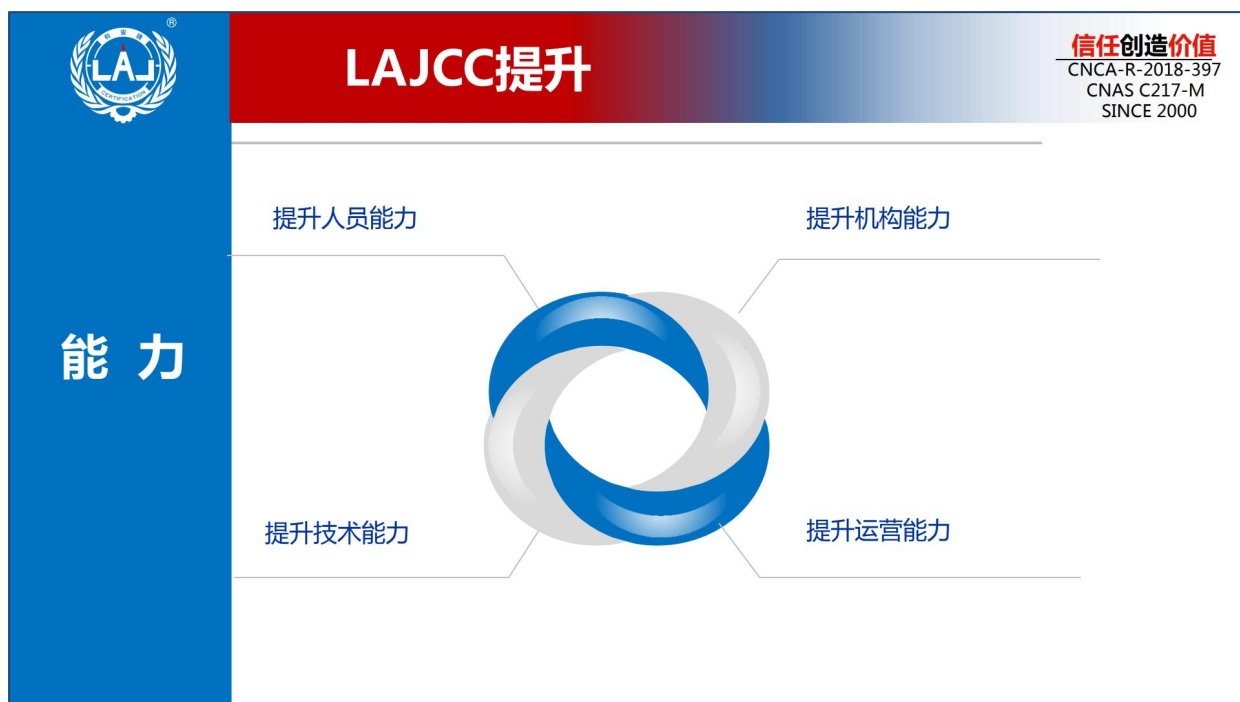 ®
LAJ
CERTIFICATION
LAJCC提升
信任创造价值
CNCA-R-2018-397
CNAS C217-M
SINCE 2000
能 力
提升人员能力
提升机构能力
提升技术能力
提升运营能力